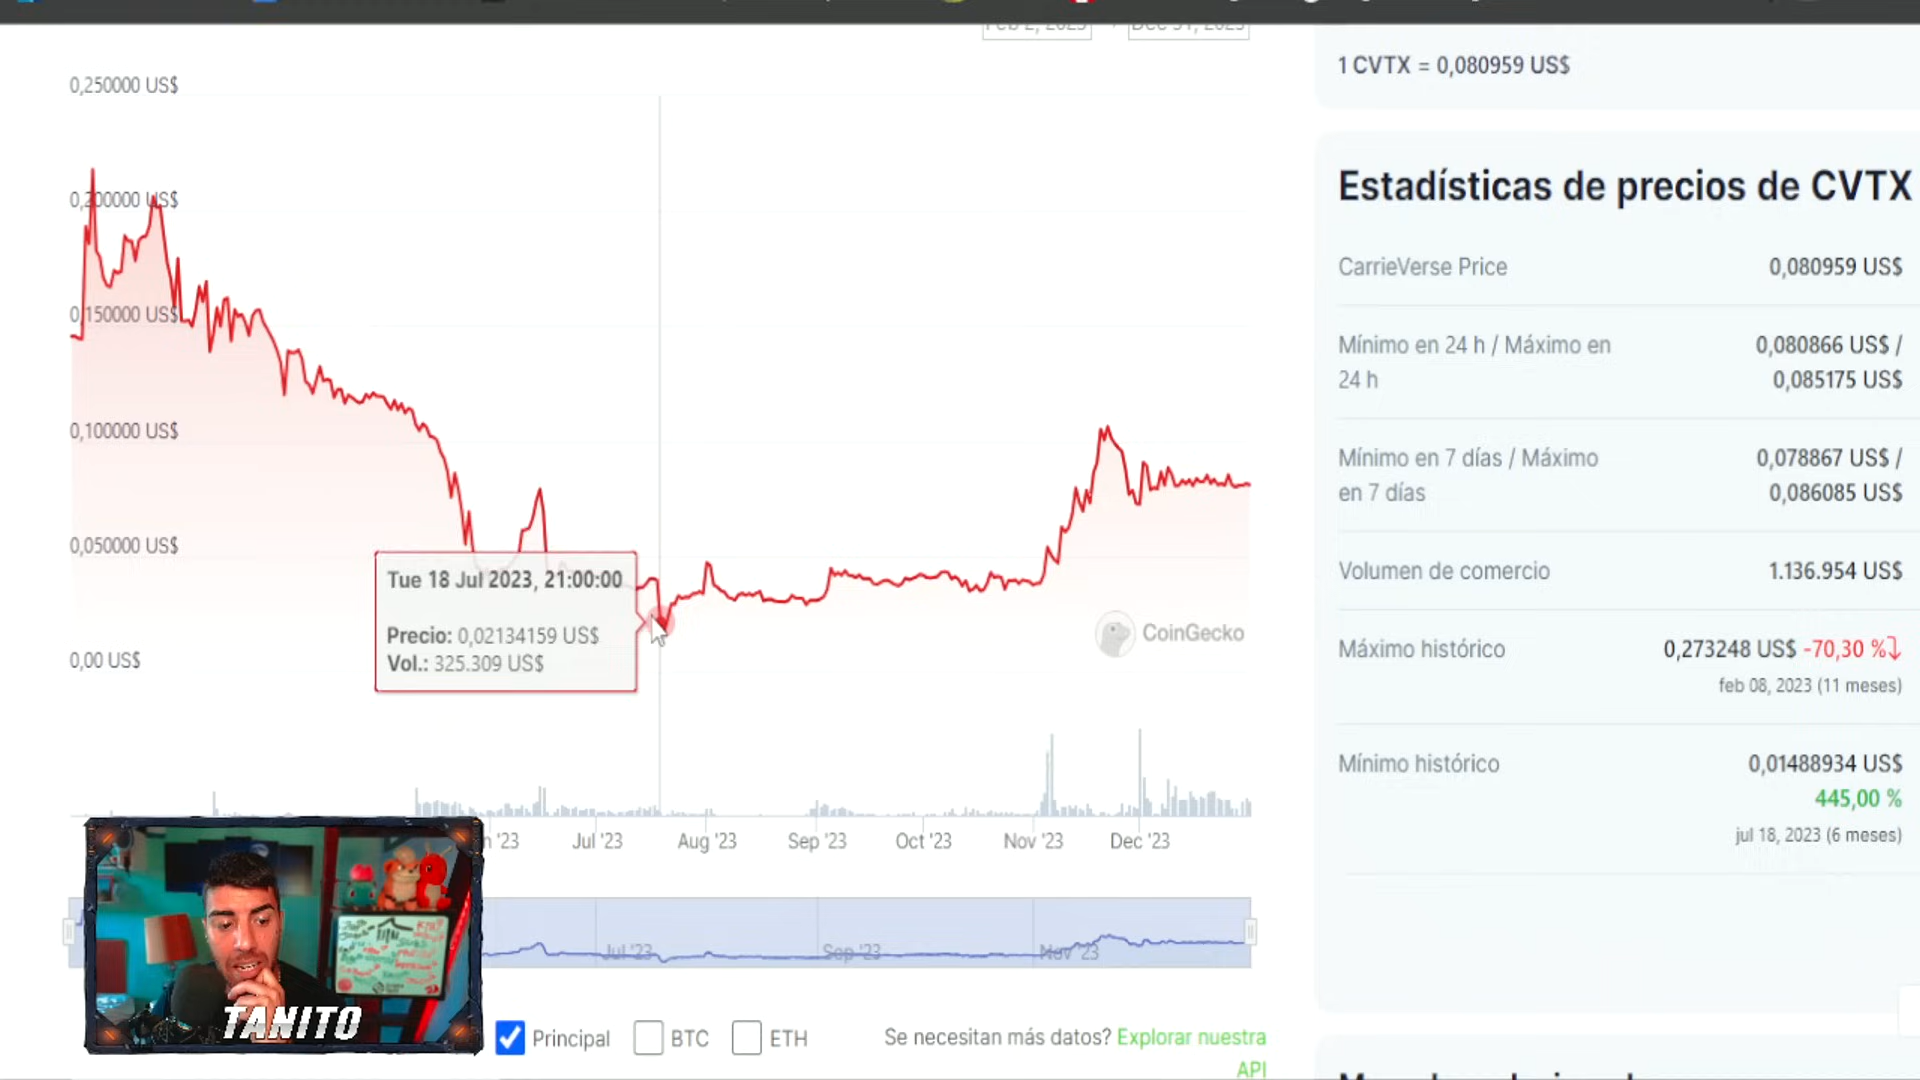 0,250000 US$
0,200000 US$
0,150000 US$
0,100000 US$
0,050000 US$
0,00 US$
Tue 18 Jul 2023, 21:00:00
Precio: 0,02134159 US$
Vol.: 325.309 US$
CoinGecko
Jul '23
Aug '23
Sep '23
Oct '23
Nov '23
Dec '23
Jul '23
Sep '23
Nov '23
TANITO
Principal
BTC
ETH
Se necesitan más datos? Explorar nuestra
API
1 CVTX = 0,080959 US$
Estadísticas de precios de CVTX
CarrieVerse Price 0,080959 US$
Mínimo en 24 h / Máximo en 0,080866 US$ /
24 h 0,085175 US$
Mínimo en 7 días / Máximo 0,078867 US$ /
en 7 días 0,086085 US$
Volumen de comercio 1.136.954 US$
Máximo histórico 0,273248 US$ -70,30 %
feb 08, 2023 (11 meses)
Mínimo histórico 0,01488934 US$
445,00 %
jul 18, 2023 (6 meses)